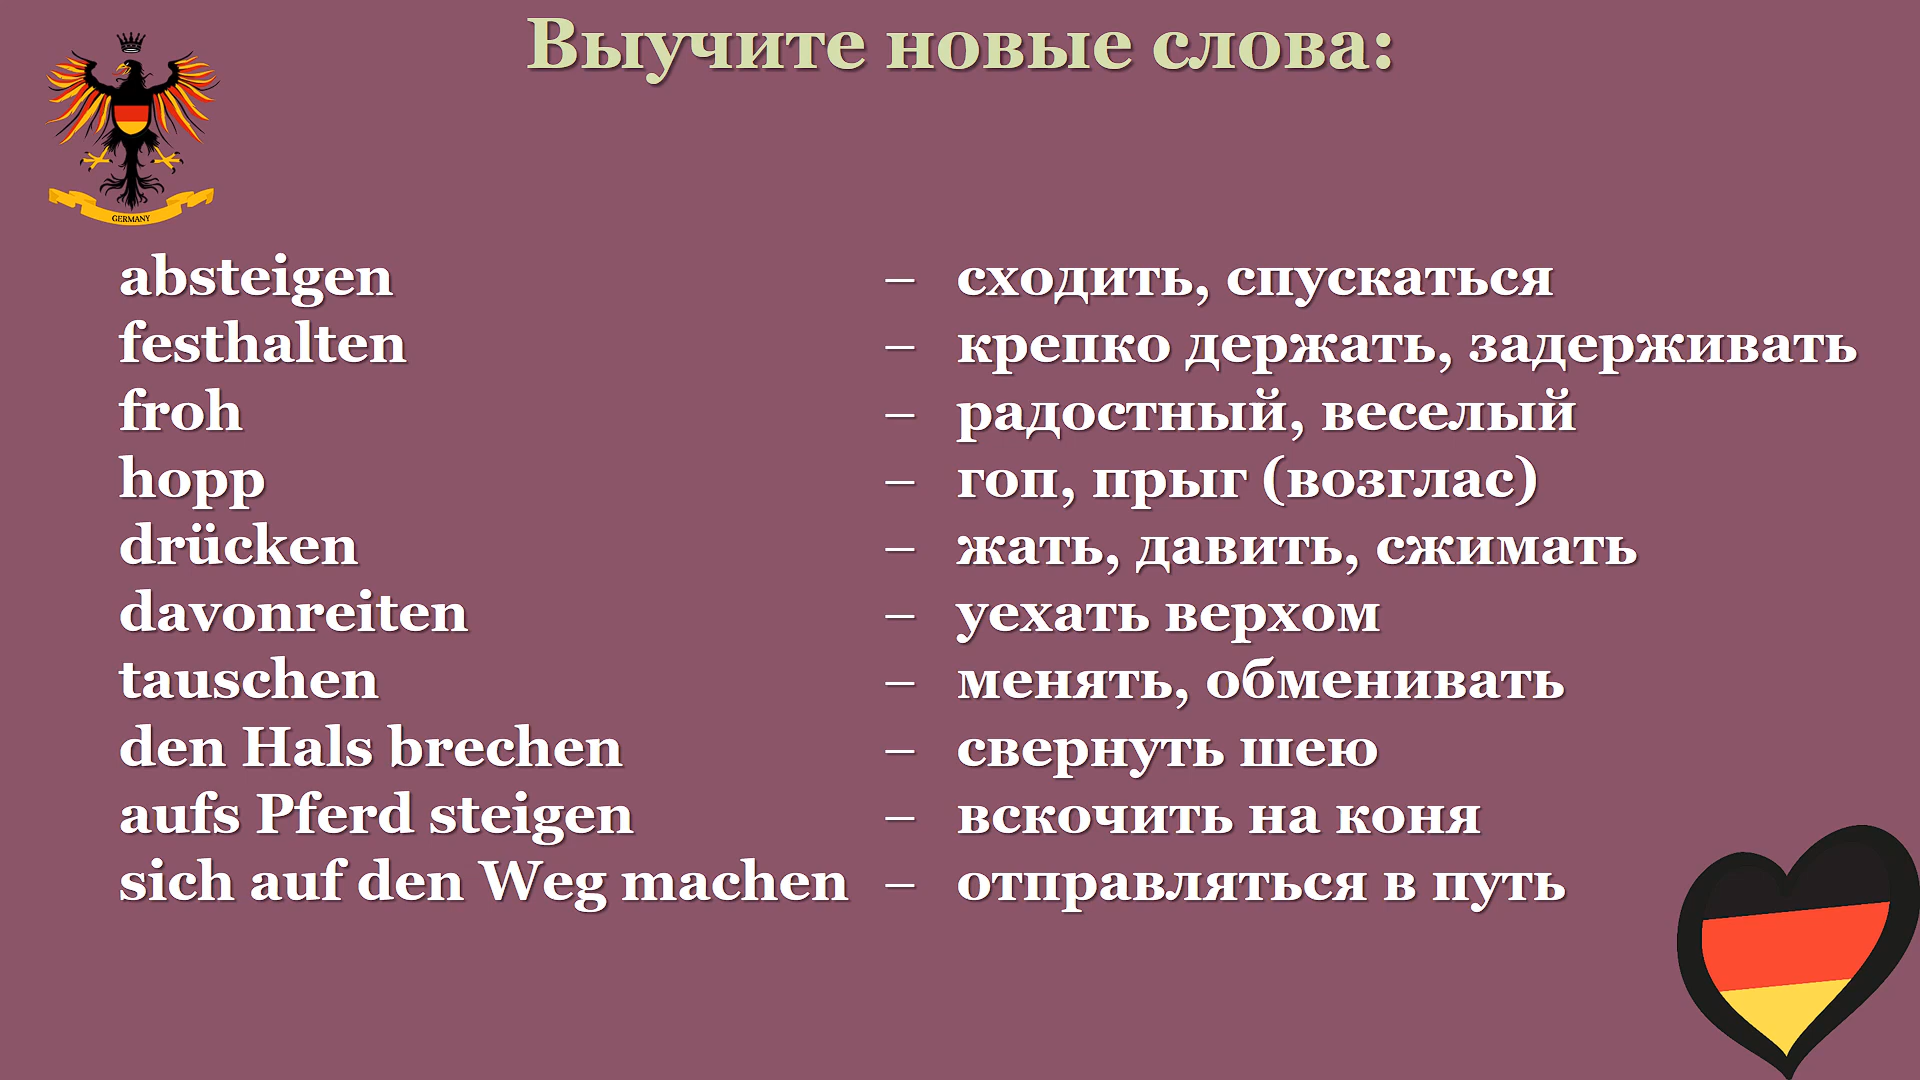 Выучите новые слова:
GERMANY
absteigen – сходить, спускаться
festhalten – крепко держать, задерживать
froh – радостный, веселый
hopp – гоп, прыг (возглас)
drücken – жать, давить, сжимать
davonreiten – уехать верхом
tauschen – менять, обменивать
den Hals brechen – свернуть шею
aufs Pferd steigen – вскочить на коня
sich auf den Weg machen – отправляться в путь